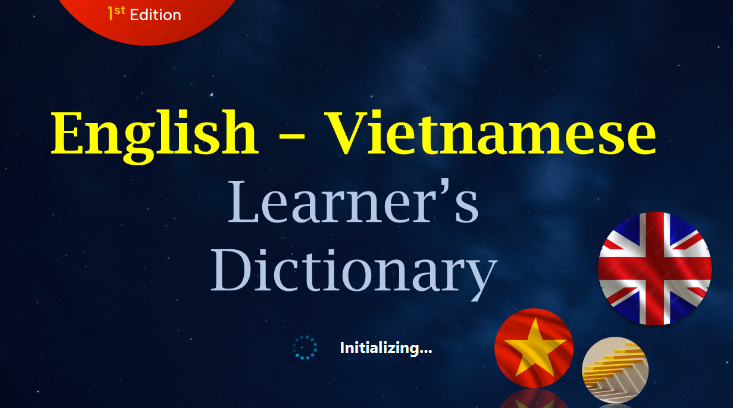 1st Edition
English – Vietnamese
Learner’s
Dictionary
Initializing...